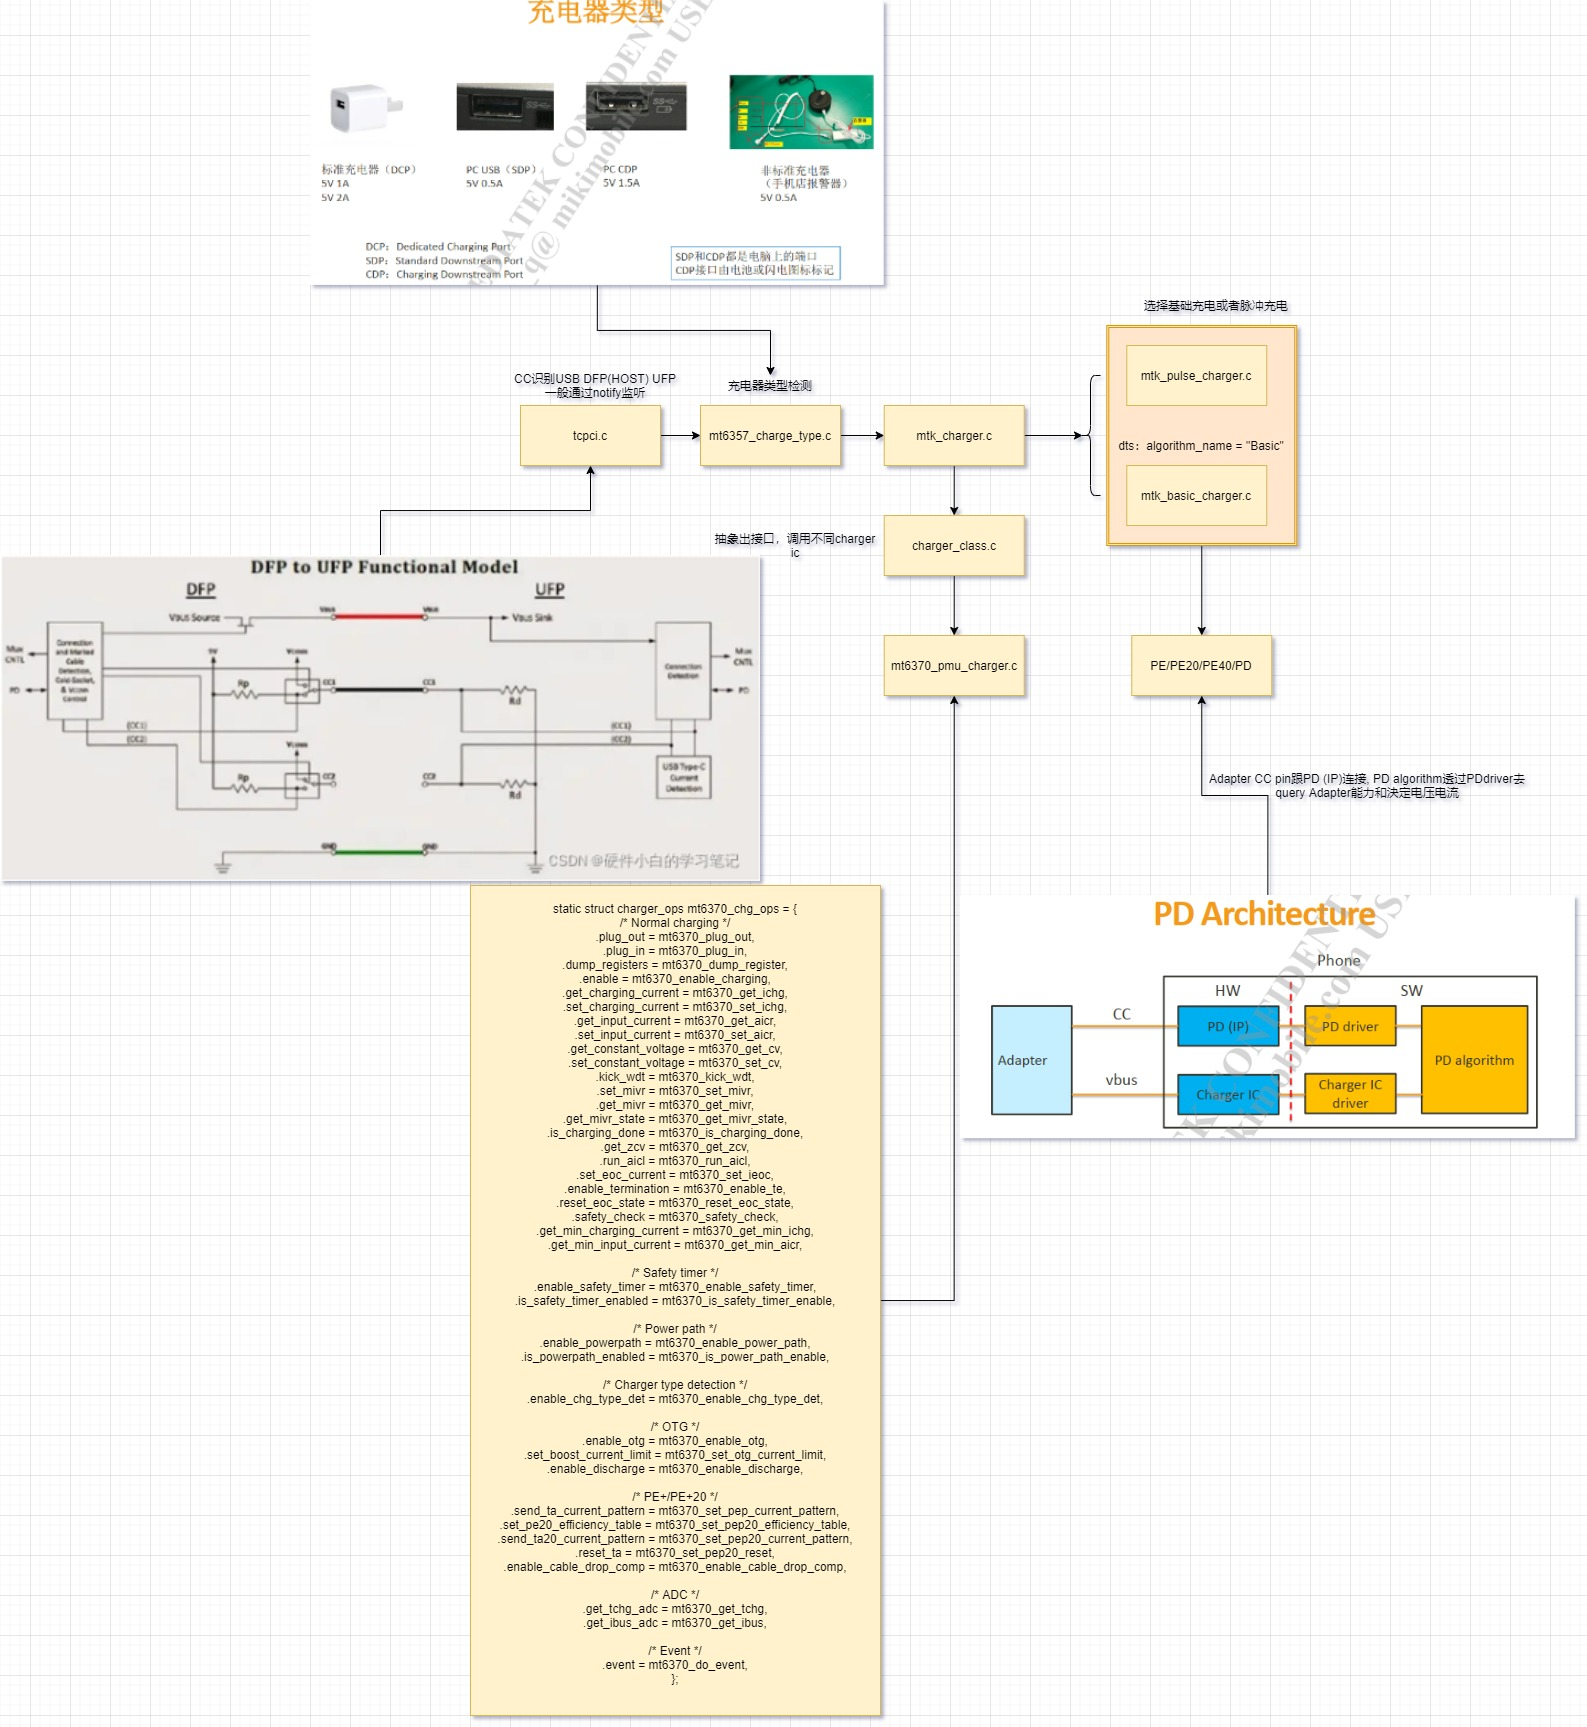 充电器类型
标准充电器（DCP）
5V 1A
5V 2A
PC USB（SDP）
5V 0.5A
PC CDP
5V 1.5A
非标准充电器
（手机店报警器）
5V 0.5A
DCP：Dedicated Charging Port
SDP：Standard Downstream Port
CDP：Charging Downstream Port
SDP和CDP都是电脑上的端口
CDP接口由电池或闪电图标标记
选择基础充电或者脉冲充电
CC识别USB DFP(HOST) UFP
一般通过notify监听
充电器类型检测
tcpci.c
mt6357_charge_type.c
mtk_charger.c
mtk_pulse_charger.c
dts：algorithm_name = "Basic"
mtk_basic_charger.c
抽象出接口，调用不同charger
ic
charger_class.c
mt6370_pmu_charger.c
PE/PE20/PE40/PD
DFP to UFP Functional Model
DFP
UFP
Vbus Source
Vbus
Vbus
Vbus Sink
Connection
and Marked
Cable
Detection,
Cold-Socket,
& Vconn
Control
Mux
CNTL
PD
5V
Vconn
Rp
CC1
CC1
Rd
(CC1)
(CC2)
Vconn
Rp
CC2
CC2
Rd
(CC1)
(CC2)
Connection
Detection
Mux
CNTL
PD
USB Type-C
Current
Detection
GND
GND
CSDN @硬件小白的学习笔记
Adapter CC pin跟PD (IP)连接, PD algorithm透过PDdriver去
query Adapter能力和决定电压电流
PD Architecture
Phone
HW
SW
Adapter
CC
vbus
PD (IP)
Charger IC
PD driver
Charger IC
driver
PD algorithm
static struct charger_ops mt6370_chg_ops = {
/* Normal charging */
.plug_out = mt6370_plug_out,
.plug_in = mt6370_plug_in,
.dump_registers = mt6370_dump_register,
.enable = mt6370_enable_charging,
.get_charging_current = mt6370_get_ichg,
.set_charging_current = mt6370_set_ichg,
.get_input_current = mt6370_get_aicr,
.set_input_current = mt6370_set_aicr,
.get_constant_voltage = mt6370_get_cv,
.set_constant_voltage = mt6370_set_cv,
.kick_wdt = mt6370_kick_wdt,
.set_mivr = mt6370_set_mivr,
.get_mivr = mt6370_get_mivr,
.get_mivr_state = mt6370_get_mivr_state,
.is_charging_done = mt6370_is_charging_done,
.get_zcv = mt6370_get_zcv,
.run_aicl = mt6370_run_aicl,
.set_eoc_current = mt6370_set_ieoc,
.enable_termination = mt6370_enable_te,
.reset_eoc_state = mt6370_reset_eoc_state,
.safety_check = mt6370_safety_check,
.get_min_charging_current = mt6370_get_min_ichg,
.get_min_input_current = mt6370_get_min_aicr,
/* Safety timer */
.enable_safety_timer = mt6370_enable_safety_timer,
.is_safety_timer_enabled = mt6370_is_safety_timer_enable,
/* Power path */
.enable_powerpath = mt6370_enable_power_path,
.is_powerpath_enabled = mt6370_is_power_path_enable,
/* Charger type detection */
.enable_chg_type_det = mt6370_enable_chg_type_det,
/* OTG */
.enable_otg = mt6370_enable_otg,
.set_boost_current_limit = mt6370_set_otg_current_limit,
.enable_discharge = mt6370_enable_discharge,
/* PE+/PE+20 */
.send_ta_current_pattern = mt6370_set_pep_current_pattern,
.set_pe20_efficiency_table = mt6370_set_pep20_efficiency_table,
.send_ta20_current_pattern = mt6370_set_pep20_current_pattern,
.reset_ta = mt6370_set_pep20_reset,
.enable_cable_drop_comp = mt6370_enable_cable_drop_comp,
/* ADC */
.get_tchg_adc = mt6370_get_tchg,
.get_ibus_adc = mt6370_get_ibus,
/* Event */
.event = mt6370_do_event,
};